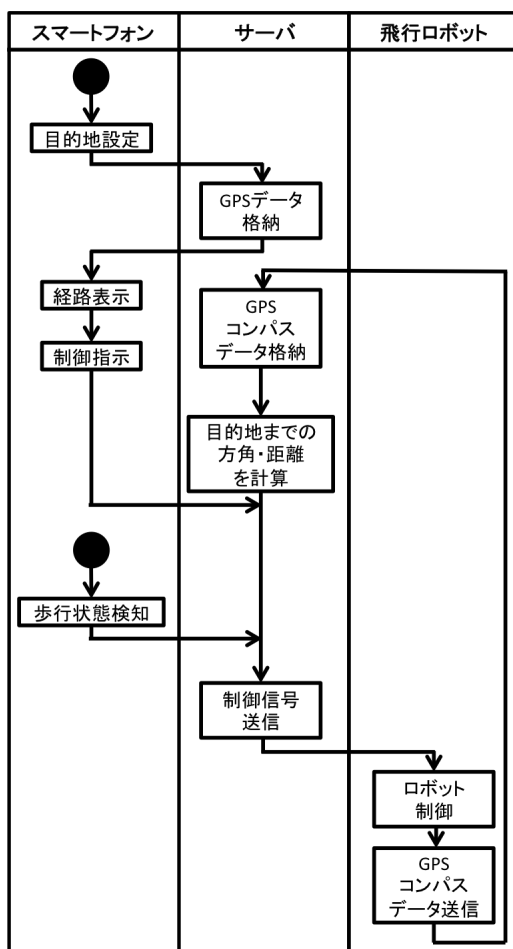 スマートフォン
サーバ
飛行ロボット
目的地設定
GPSデータ
格納
経路表示
制御指示
GPS
コンパス
データ格納
目的地までの
方角・距離
を計算
歩行状態検知
制御信号
送信
ロボット
制御
GPS
コンパス
データ送信